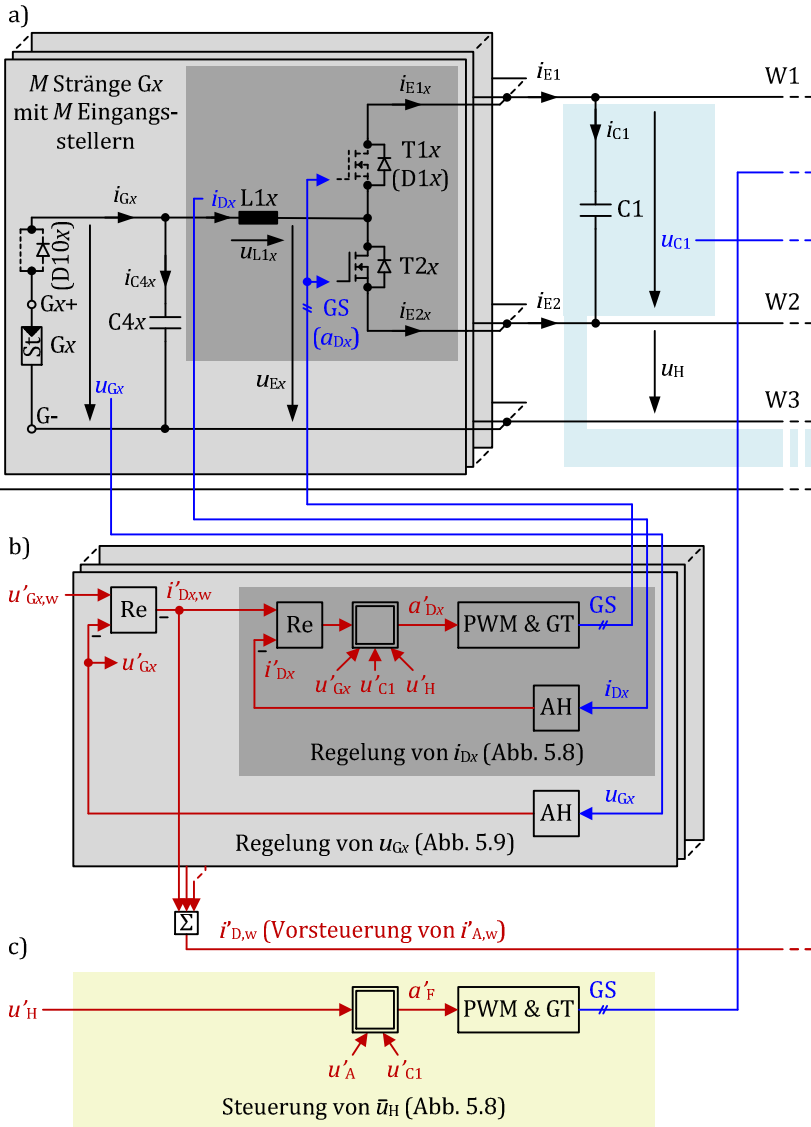 a)
M Stränge Gx
mit M Eingangs-
stellern
iE1x
iE1
W1
T1x
(D1x)
iC1
C1
uC1
iGx
iDx
L1x
uL1x
(D10x)
iC4x
T2x
Gx+
C4x
GS
(aDx)
iE2x
iE2
W2
St
Gx
uGx
uEx
uH
G-
W3
b)
u'Gx,w
Re
i'Dx,w
-
-
u'Gx
Re
-
i'Dx
a'Dx
PWM & GT
GS
u'Gx
u'C1
u'H
AH
iDx
Regelung von iDx (Abb. 5.8)
AH
uGx
Regelung von uGx (Abb. 5.9)
Σ
i'D,w (Vorsteuerung von i'A,w)
c)
u'H
a'F
PWM & GT
GS
u'A
u'C1
Steuerung von ūH (Abb. 5.8)